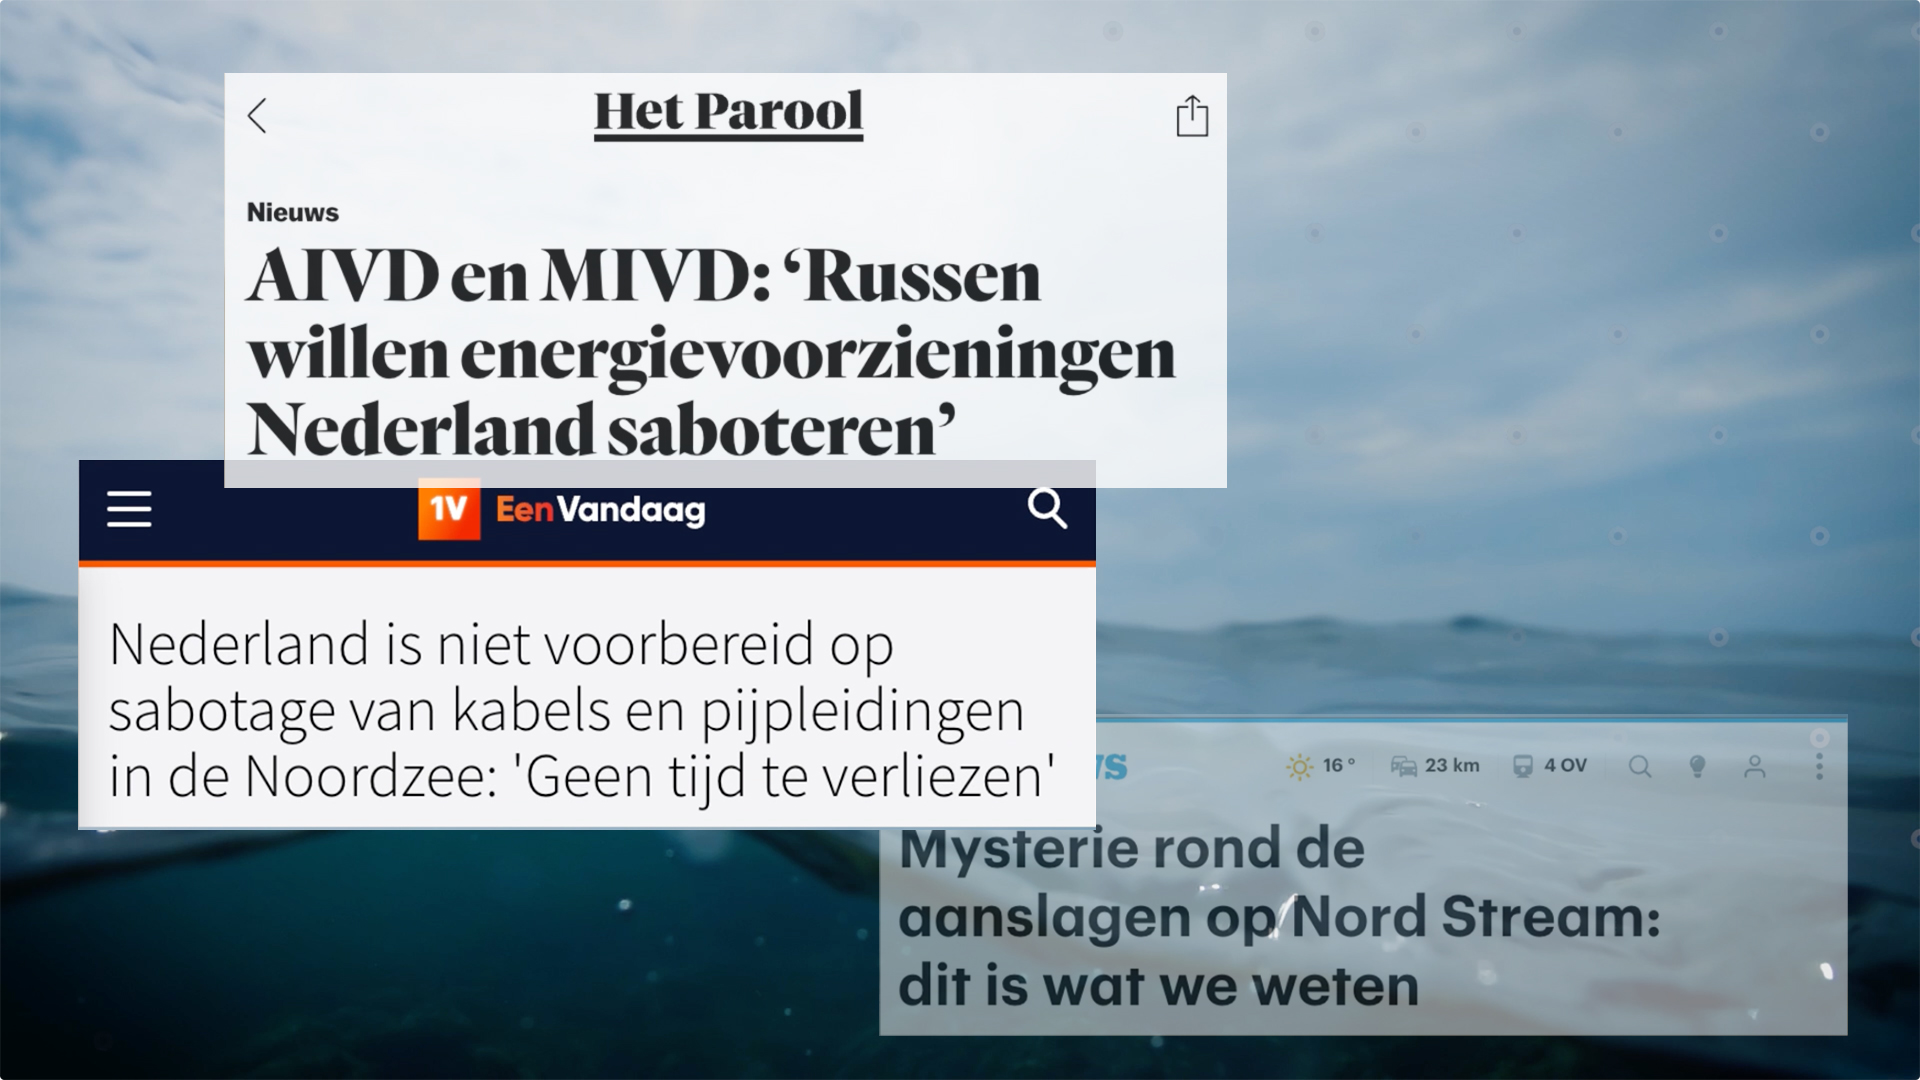 Het Parool
Nieuws
AIVD en MIVD: ‘Russen
willen energievoorzieningen
Nederland saboteren’
1V EenVandaag
Nederland is niet voorbereid op
sabotage van kabels en pijpleidingen
in de Noordzee: 'Geen tijd te verliezen'
16° 23 km 4 OV
Mysterie rond de
aanslagen op Nord Stream:
dit is wat we weten